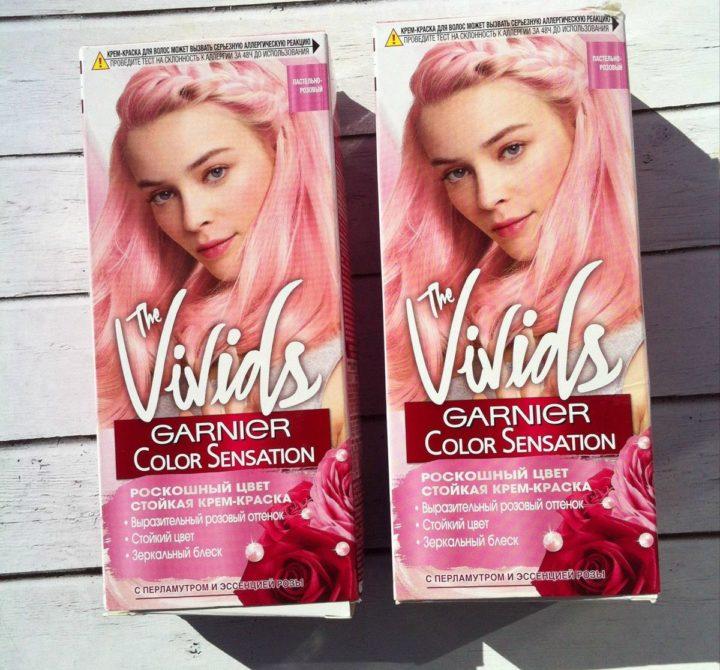 КРЕМ-КРАСКА ДЛЯ ВОЛОС МОЖЕТ ВЫЗВАТЬ СЕРЬЕЗНУЮ АЛЛЕРГИЧЕСКУЮ РЕАКЦИЮ
ПРОВЕДИТЕ ТЕСТ НА СКЛОННОСТЬ К АЛЛЕРГИИ ЗА 48Ч ДО ИСПОЛЬЗОВАНИЯ
ПАСТЕЛЬНО-
РОЗОВЫЙ
The
Vivids
GARNIER
COLOR SENSATION
РОСКОШНЫЙ ЦВЕТ
СТОЙКАЯ КРЕМ-КРАСКА
• Выразительный розовый оттенок
• Стойкий цвет
• Зеркальный блеск
С ПЕРЛАМУТРОМ И ЭССЕНЦИЕЙ РОЗЫ
КРЕМ-КРАСКА ДЛЯ ВОЛОС МОЖЕТ ВЫЗВАТЬ СЕРЬЕЗНУЮ АЛЛЕРГИЧЕСКУЮ РЕАКЦИЮ
ПРОВЕДИТЕ ТЕСТ НА СКЛОННОСТЬ К АЛЛЕРГИИ ЗА 48Ч ДО ИСПОЛЬЗОВАНИЯ
ПАСТЕЛЬНО-
РОЗОВЫЙ
The
Vivids
GARNIER
COLOR SENSATION
РОСКОШНЫЙ ЦВЕТ
СТОЙКАЯ КРЕМ-КРАСКА
• Выразительный розовый оттенок
• Стойкий цвет
• Зеркальный блеск
С ПЕРЛАМУТРОМ И ЭССЕНЦИЕЙ РОЗЫ